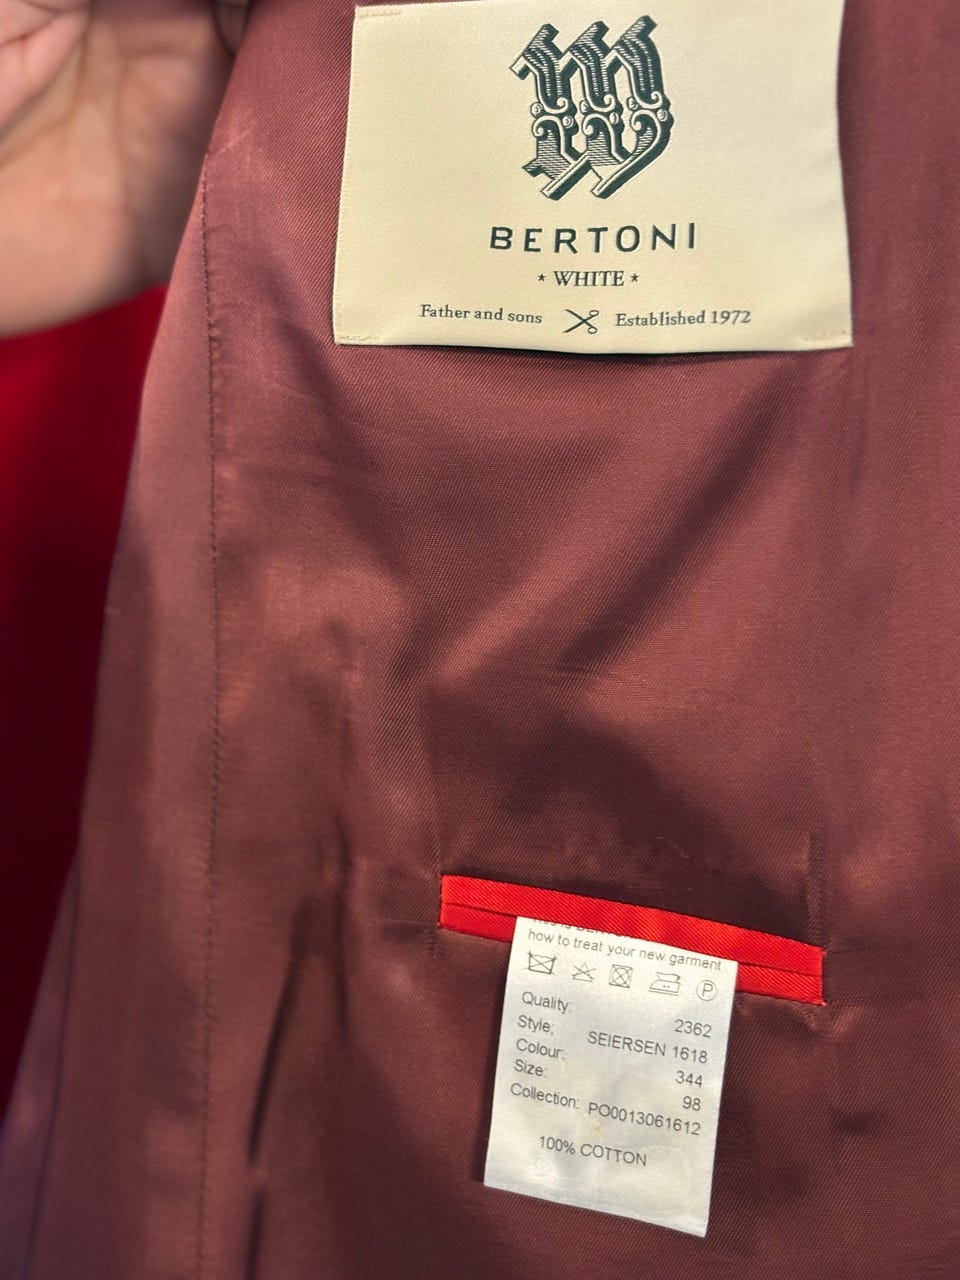 BERTONI
* WHITE *
Father and sons Established 1972
how to treat your new garment
P
Quality: 2362
Style; SEIERSEN 1618
Colour: 344
Size: 98
Collection: PO0013061612
100% COTTON